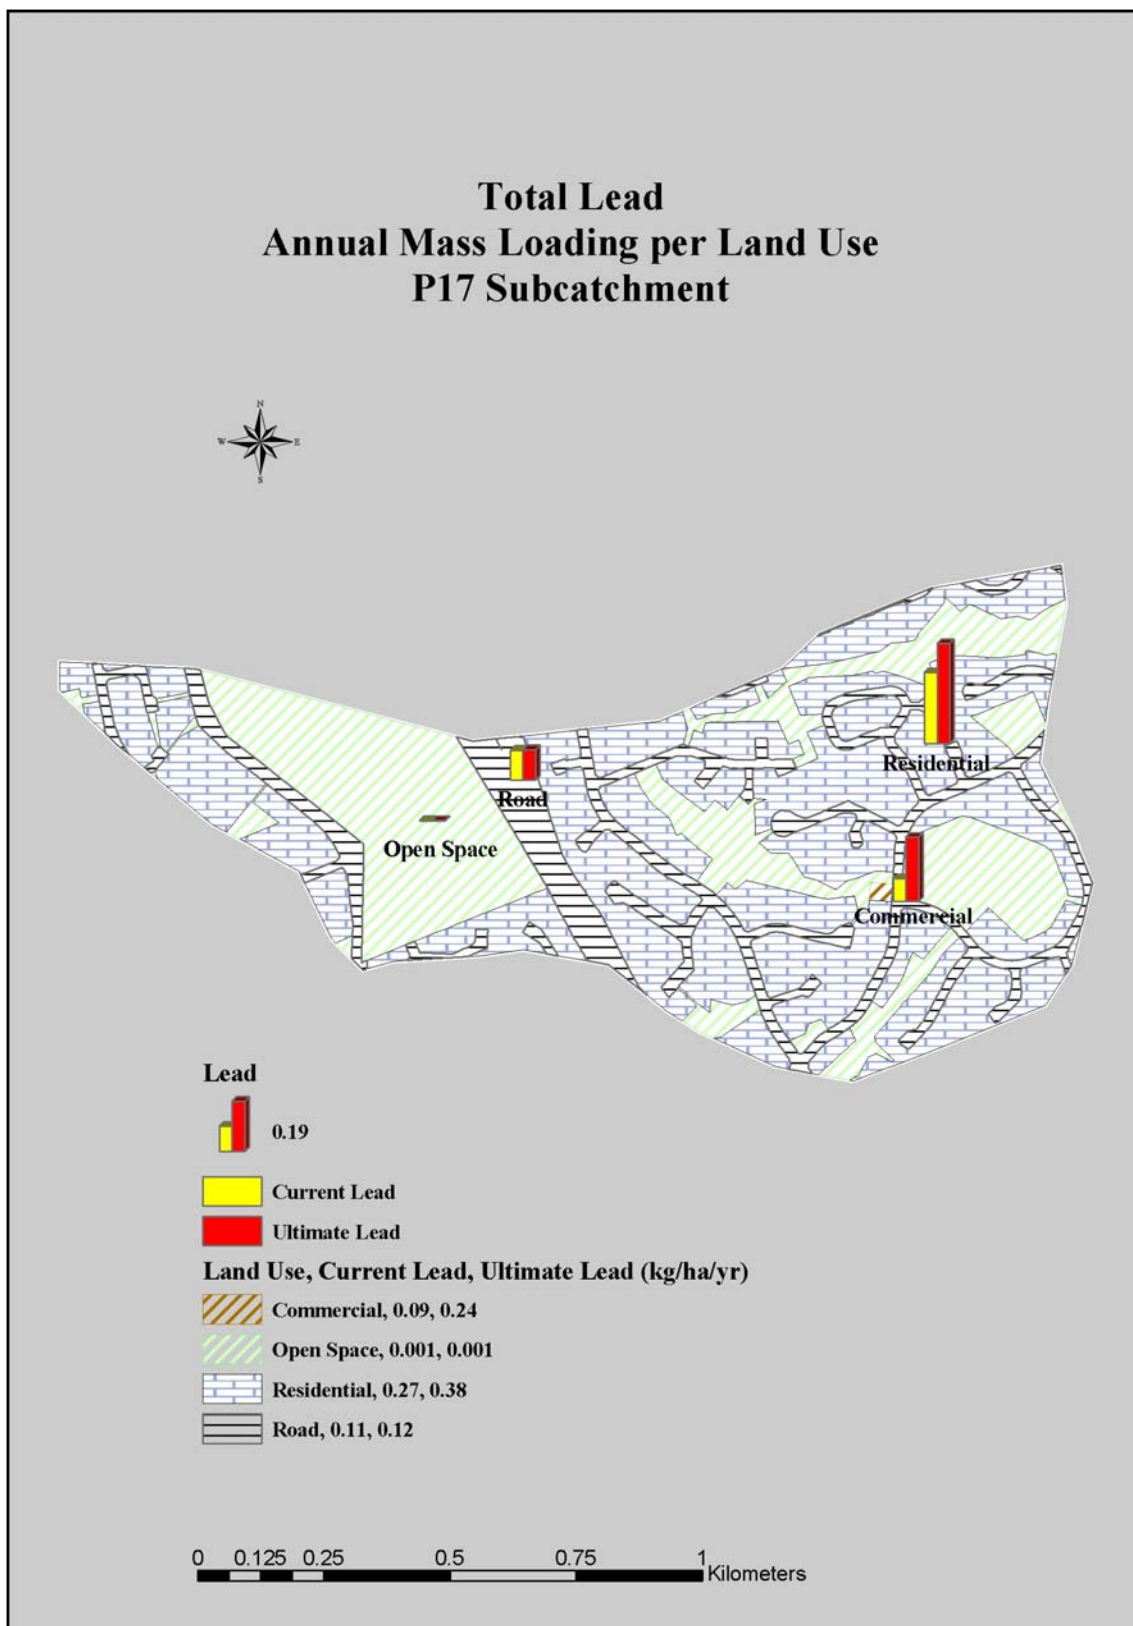 Total Lead
Annual Mass Loading per Land Use
P17 Subcatchment
N
W E
S
Residential
Road
Open Space
Commercial
Lead
0.19
Current Lead
Ultimate Lead
Land Use, Current Lead, Ultimate Lead (kg/ha/yr)
Commercial, 0.09, 0.24
Open Space, 0.001, 0.001
Residential, 0.27, 0.38
Road, 0.11, 0.12
0 0.125 0.25 0.5 0.75 1
Kilometers